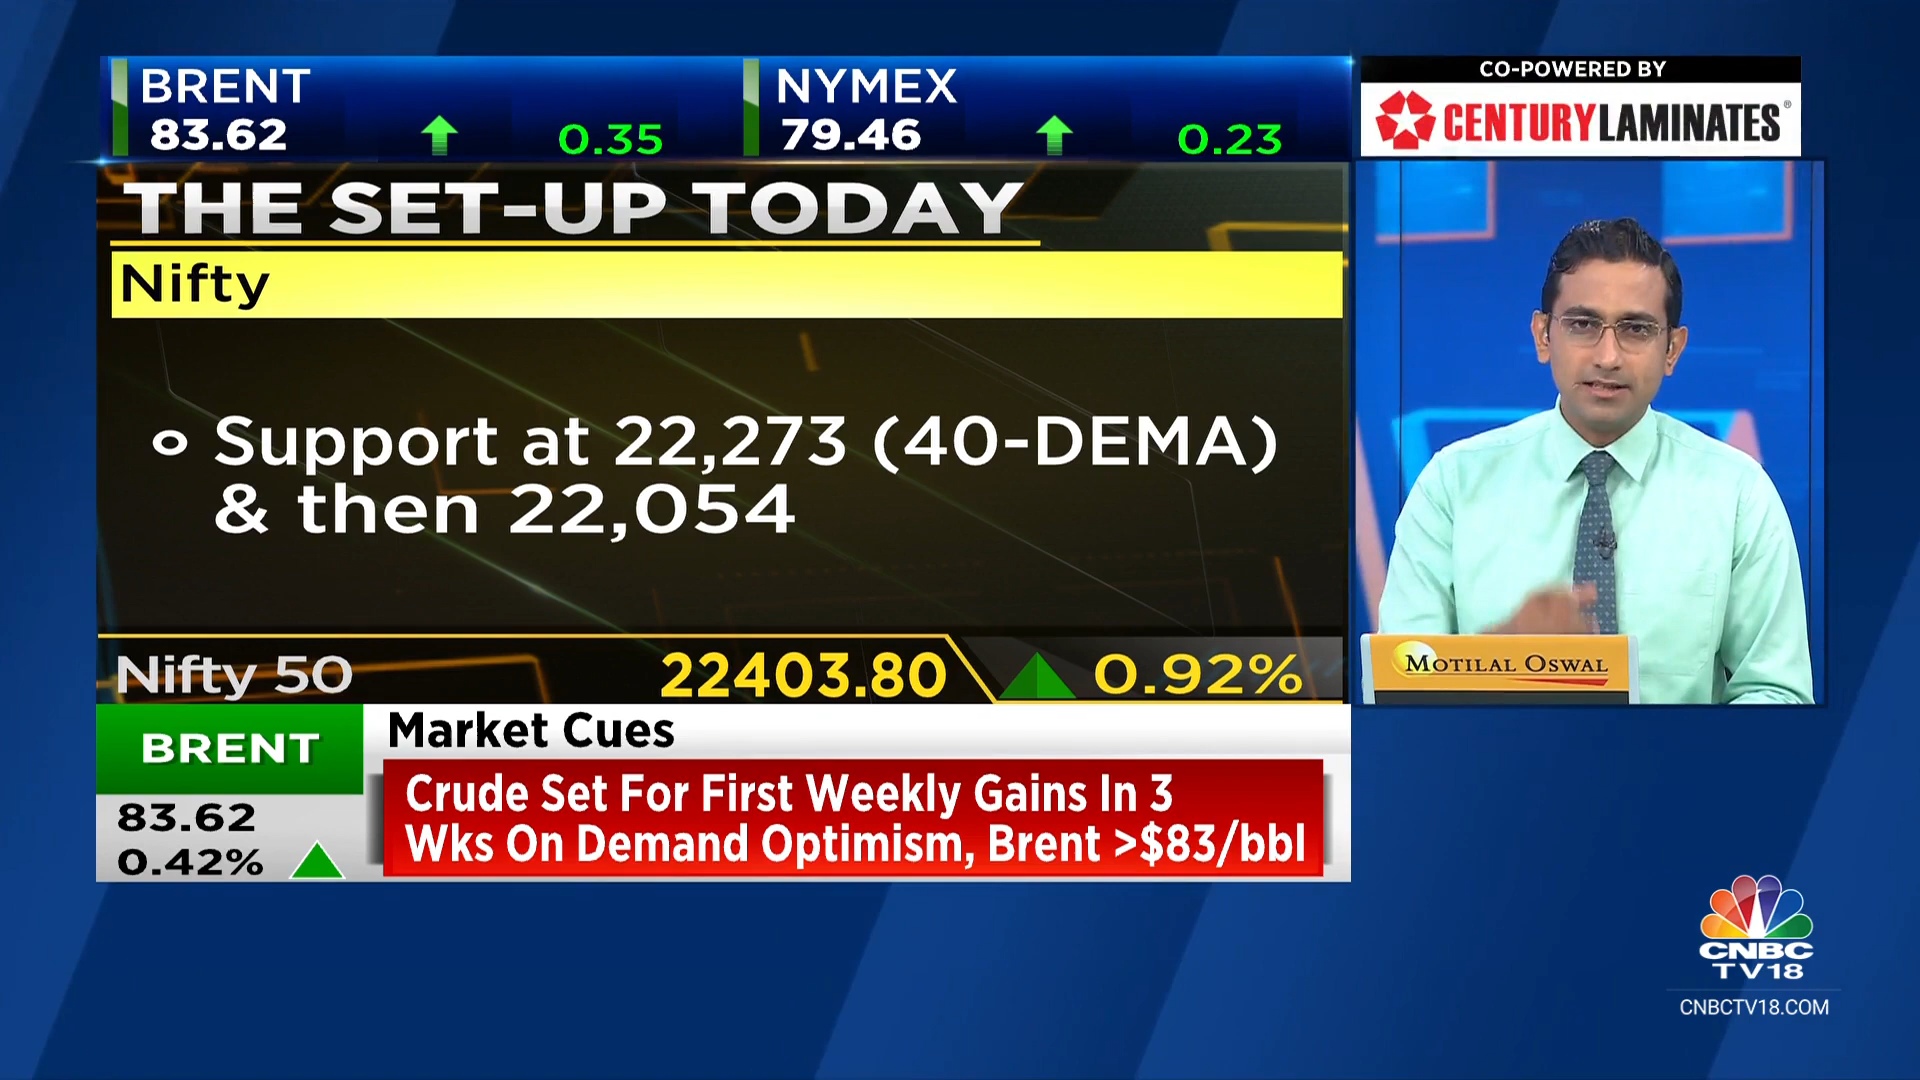 BRENT
83.62
0.35
NYMEX
79.46
0.23
CO-POWERED BY
CENTURYLAMINATES®
THE SET-UP TODAY
Nifty
Support at 22,273 (40-DEMA)
& then 22,054
Nifty 50
22403.80
0.92%
MOTILAL OSWAL
BRENT
83.62
0.42%
Market Cues
Crude Set For First Weekly Gains In 3
Wks On Demand Optimism, Brent >$83/bbl
CNBC
TV18
CNBCTV18.COM